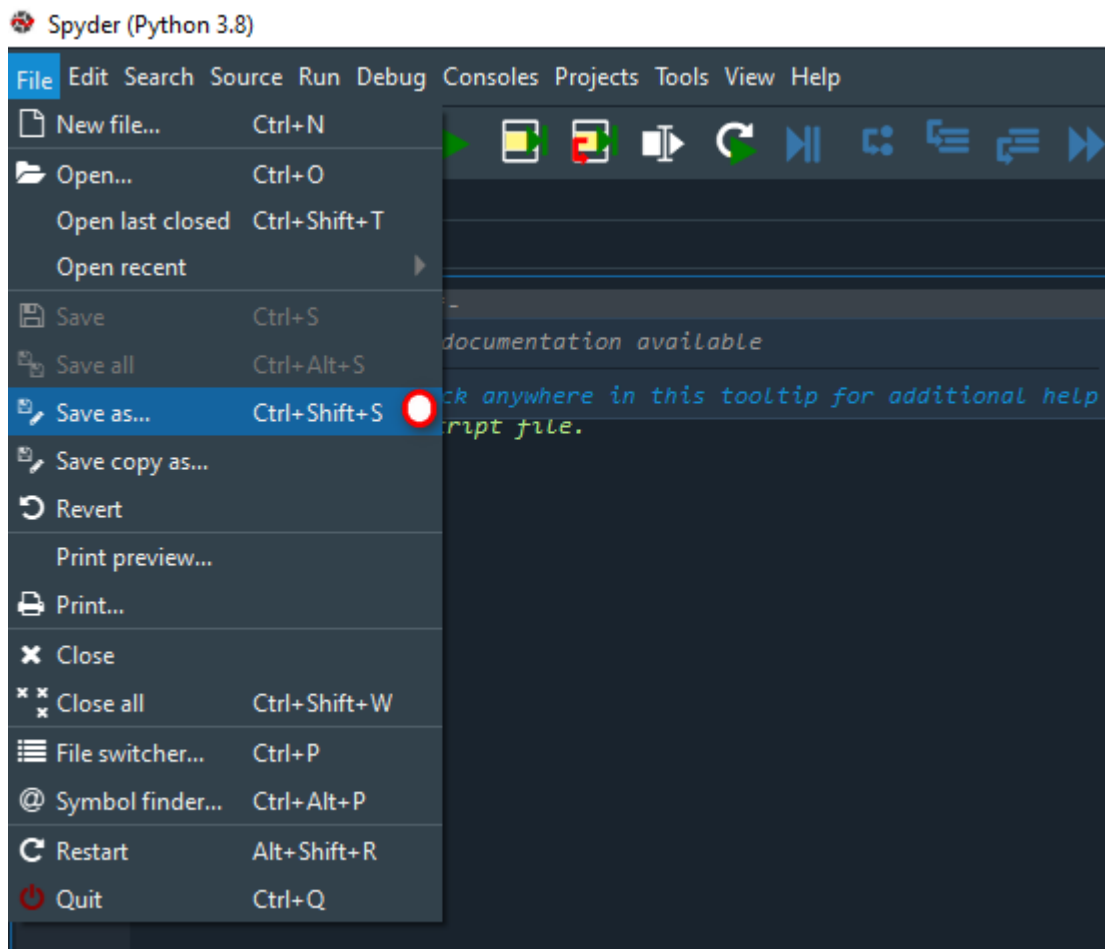 Spyder (Python 3.8)
File Edit Search Source Run Debug Consoles Projects Tools View Help
New file... Ctrl+N
Open... Ctrl+O
Open last closed Ctrl+Shift+T
Open recent
Save Ctrl+S
*-
Save all Ctrl+Alt+S
documentation available
Save as... Ctrl+Shift+S
ck anywhere in this tooltip for additional help
cript file.
Save copy as...
Revert
Print preview...
Print...
Close
Close all Ctrl+Shift+W
File switcher... Ctrl+P
@ Symbol finder... Ctrl+Alt+P
Restart Alt+Shift+R
Quit Ctrl+Q